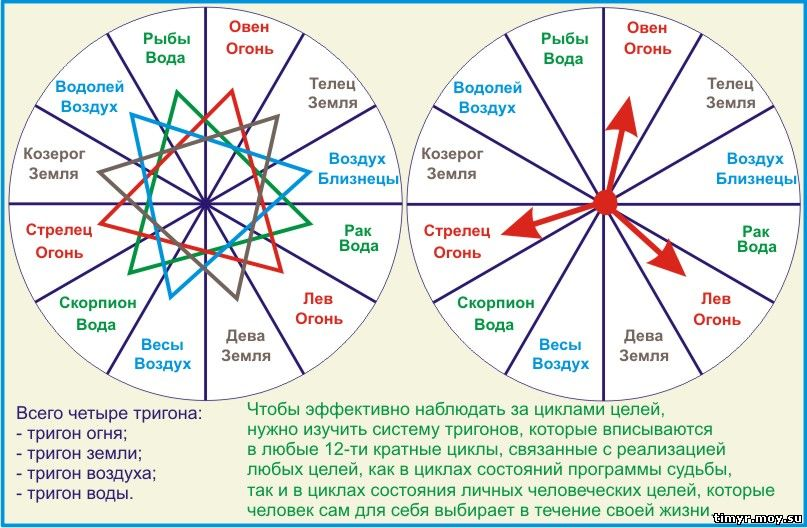 Рыбы
Вода
Овен
Огонь
Телец
Земля
Воздух
Близнецы
Рак
Вода
Лев
Огонь
Дева
Земля
Весы
Воздух
Скорпион
Вода
Стрелец
Огонь
Козерог
Земля
Водолей
Воздух
Рыбы
Вода
Овен
Огонь
Телец
Земля
Воздух
Близнецы
Рак
Вода
Лев
Огонь
Дева
Земля
Весы
Воздух
Скорпион
Вода
Стрелец
Огонь
Козерог
Земля
Водолей
Воздух
Всего четыре тригона:
- тригон огня;
- тригон земли;
- тригон воздуха;
- тригон воды.
Чтобы эффективно наблюдать за циклами целей,
нужно изучить систему тригонов, которые вписываются
в любые 12-ти кратные циклы, связанные с реализацией
любых целей, как в циклах состояний программы судьбы,
так и в циклах состояния личных человеческих целей, которые
человек сам для себя выбирает в течение своей жизни.
timyr.moy.su